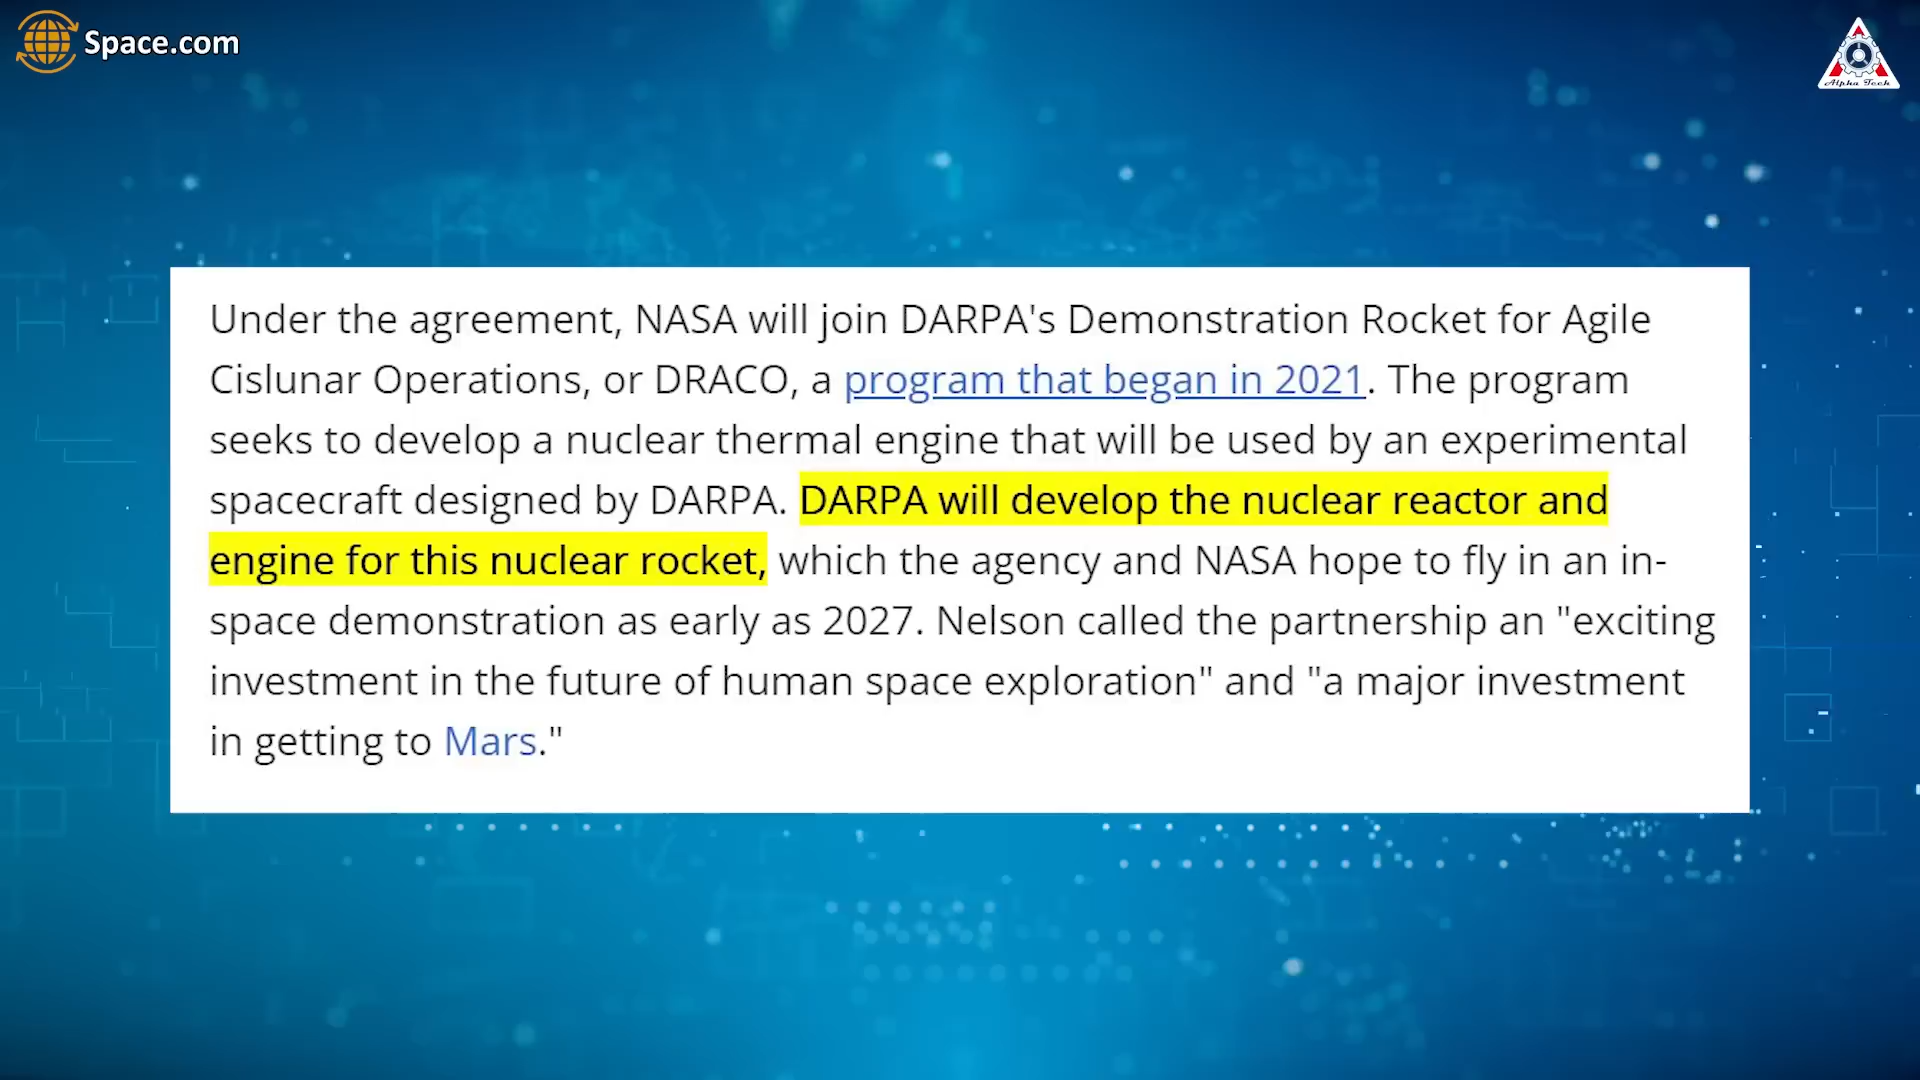 Space.com
Alpha Tech
Under the agreement, NASA will join DARPA's Demonstration Rocket for Agile
Cislunar Operations, or DRACO, a program that began in 2021. The program
seeks to develop a nuclear thermal engine that will be used by an experimental
spacecraft designed by DARPA. DARPA will develop the nuclear reactor and
engine for this nuclear rocket, which the agency and NASA hope to fly in an in-
space demonstration as early as 2027. Nelson called the partnership an "exciting
investment in the future of human space exploration" and "a major investment
in getting to Mars."